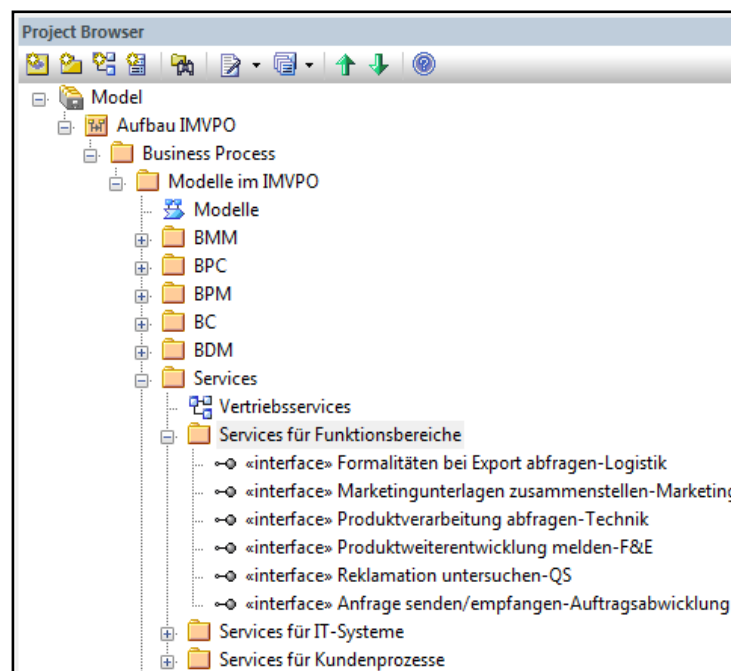 Project Browser
Model
Aufbau IMVPO
Business Process
Modelle im IMVPO
Modelle
BMM
BPC
BPM
BC
BDM
Services
Vertriebsservices
Services für Funktionsbereiche
«interface» Formalitäten bei Export abfragen-Logistik
«interface» Marketingunterlagen zusammenstellen-Marketing
«interface» Produktverarbeitung abfragen-Technik
«interface» Produktweiterentwicklung melden-F&E
«interface» Reklamation untersuchen-QS
«interface» Anfrage senden/empfangen-Auftragsabwicklung
Services für IT-Systeme
Services für Kundenprozesse